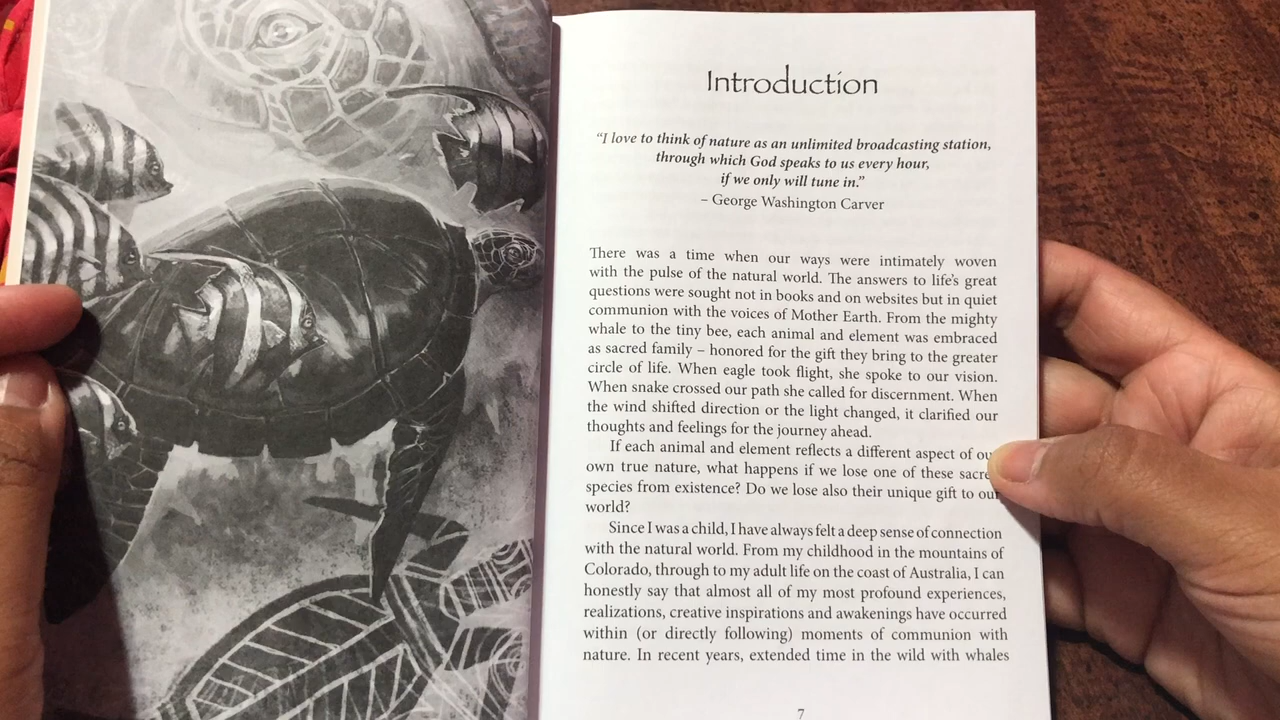 Introduction
“I love to think of nature as an unlimited broadcasting station,
through which God speaks to us every hour,
if we only will tune in.”
– George Washington Carver
There was a time when our ways were intimately woven
with the pulse of the natural world. The answers to life’s great
questions were sought not in books and on websites but in quiet
communion with the voices of Mother Earth. From the mighty
whale to the tiny bee, each animal and element was embraced
as sacred family – honored for the gift they bring to the greater
circle of life. When eagle took flight, she spoke to our vision.
When snake crossed our path she called for discernment. When
the wind shifted direction or the light changed, it clarified our
thoughts and feelings for the journey ahead.
If each animal and element reflects a different aspect of our
own true nature, what happens if we lose one of these sacre
species from existence? Do we lose also their unique gift to our
world?
Since I was a child, I have always felt a deep sense of connection
with the natural world. From my childhood in the mountains of
Colorado, through to my adult life on the coast of Australia, I can
honestly say that almost all of my most profound experiences,
realizations, creative inspirations and awakenings have occurred
within (or directly following) moments of communion with
nature. In recent years, extended time in the wild with whales
7